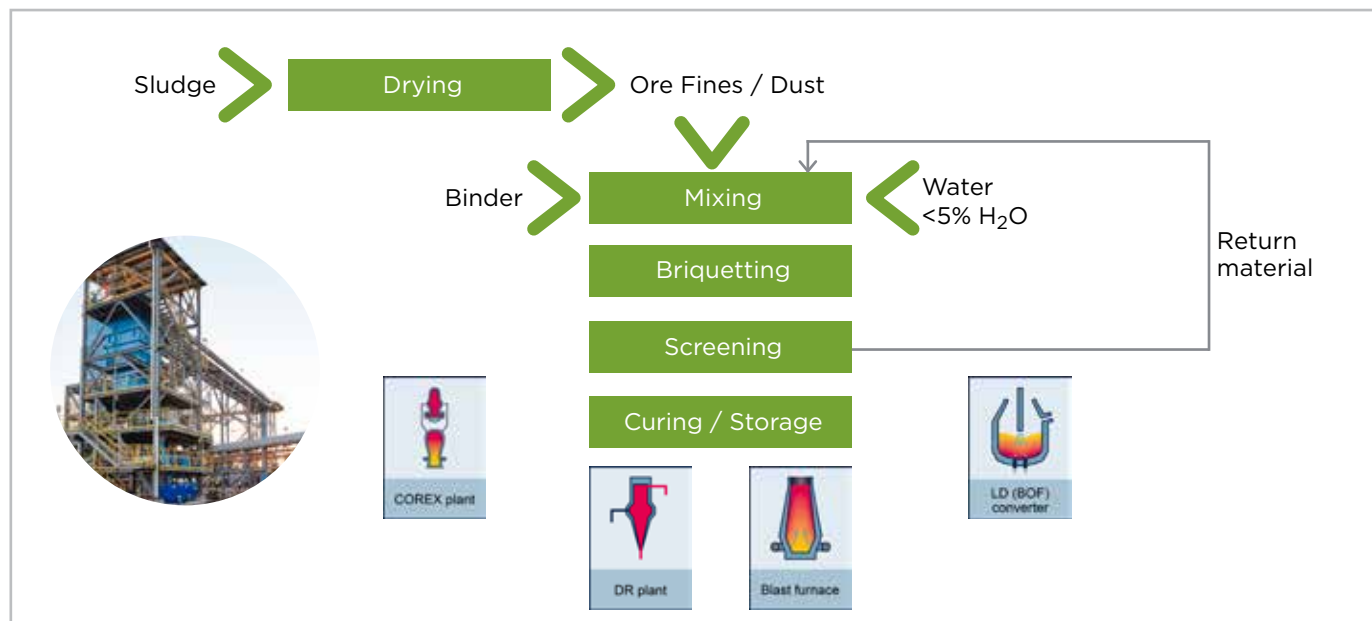 Sludge
Drying
Ore Fines / Dust
Binder
Mixing
Water
<5% H₂O
Briquetting
Return
material
Screening
Curing / Storage
COREX plant
DR plant
Blast furnace
LD (BOF)
converter